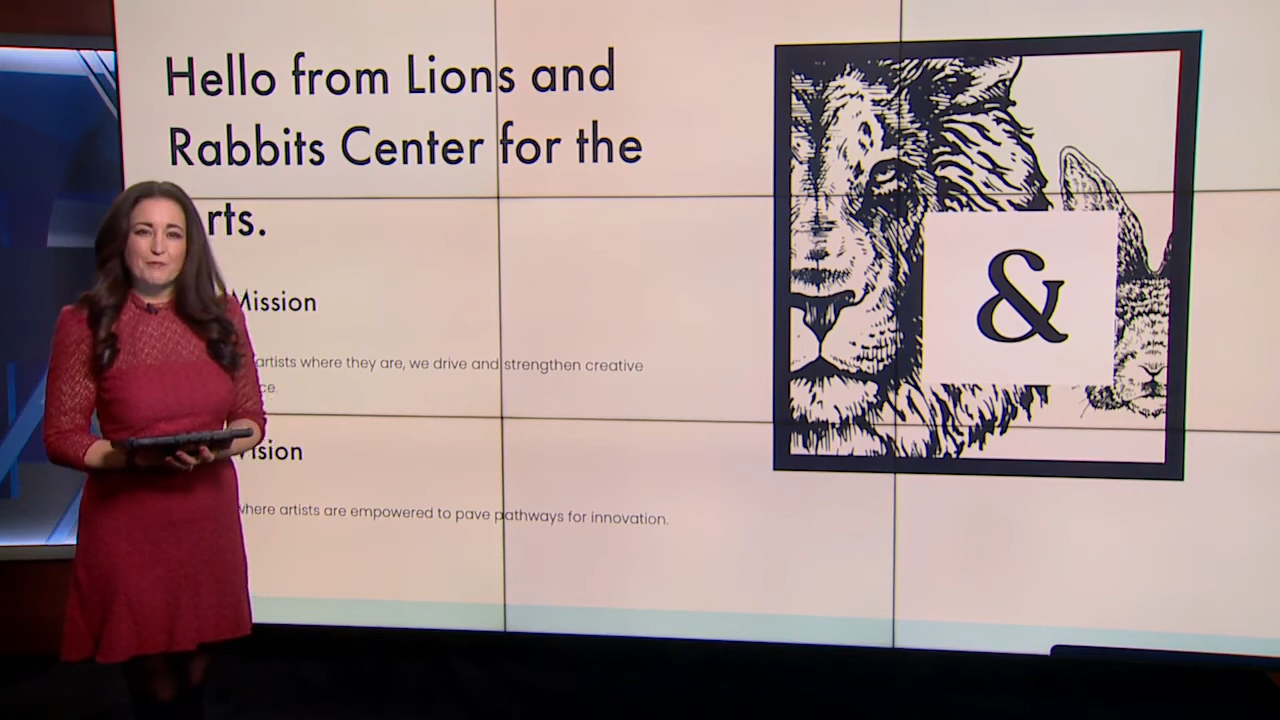 Hello from Lions and
Rabbits Center for the
rts.
Mission
artists where they are, we drive and strengthen creative
ce.
Vision
where artists are empowered to pave pathways for innovation.
&